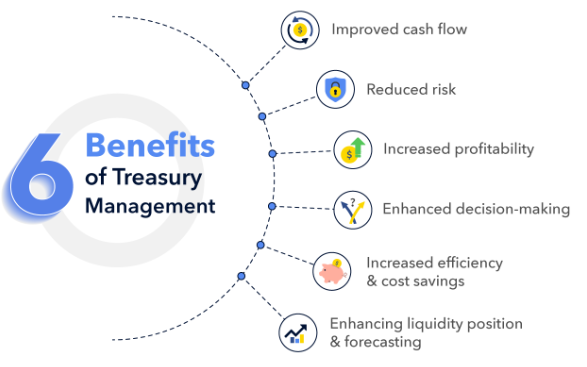 6
Benefits
of Treasury
Management
Improved cash flow
$
Reduced risk
Increased profitability
$
Enhanced decision-making
?
Increased efficiency
& cost savings
Enhancing liquidity position
& forecasting